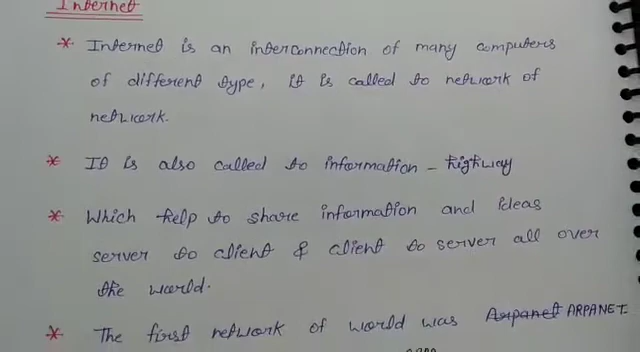 Internet
* Internet is an interconnection of many computers
of different type, it is called to network of
network.
* It is also called to information - highway
* Which help to share information and ideas
server to client & client to server all over
the world.
* The first network of world was Arpanet ARPANET.